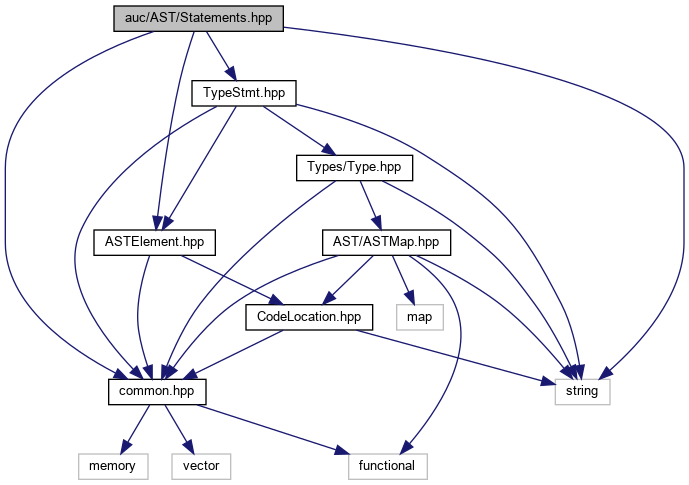 auc/AST/Statements.hpp
TypeStmt.hpp
Types/Type.hpp
ASTElement.hpp
AST/ASTMap.hpp
CodeLocation.hpp
map
common.hpp
string
memory
vector
functional